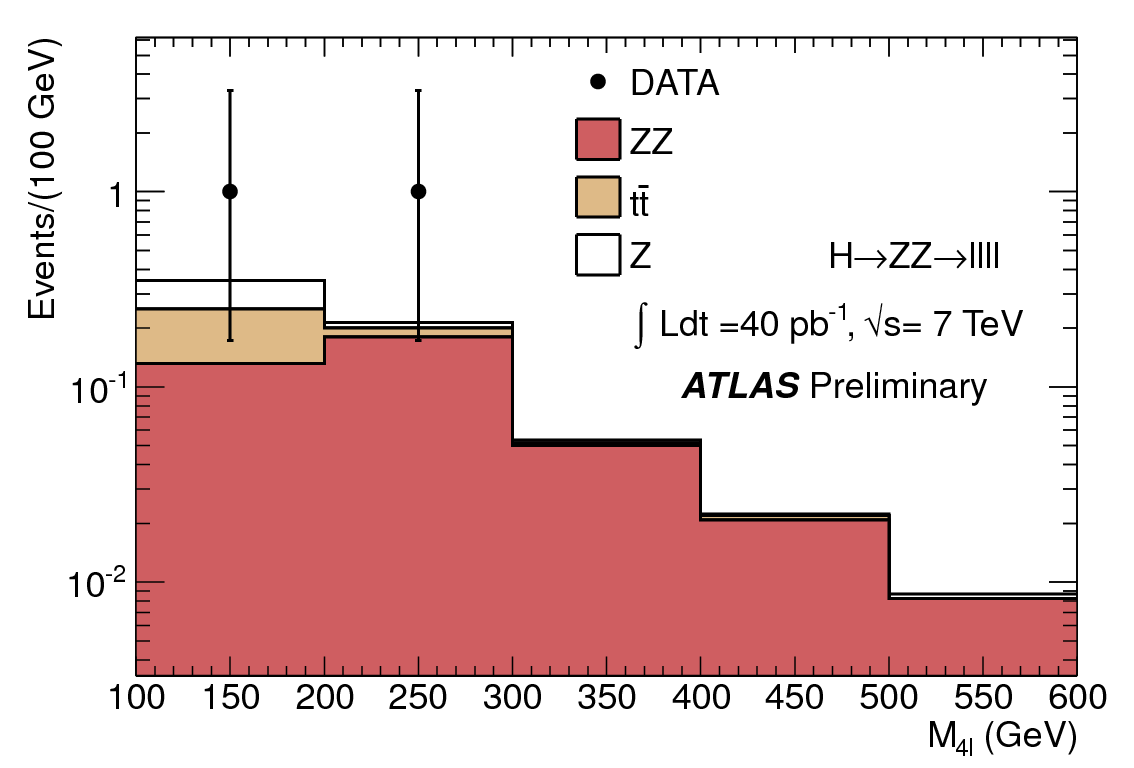 Events/(100 GeV)
DATA
ZZ
tt̄
Z
H→ZZ→llll
∫ Ldt =40 pb⁻¹, √s= 7 TeV
ATLAS Preliminary
1
10⁻¹
10⁻²
100 150 200 250 300 350 400 450 500 550 600
M₄ₗ (GeV)